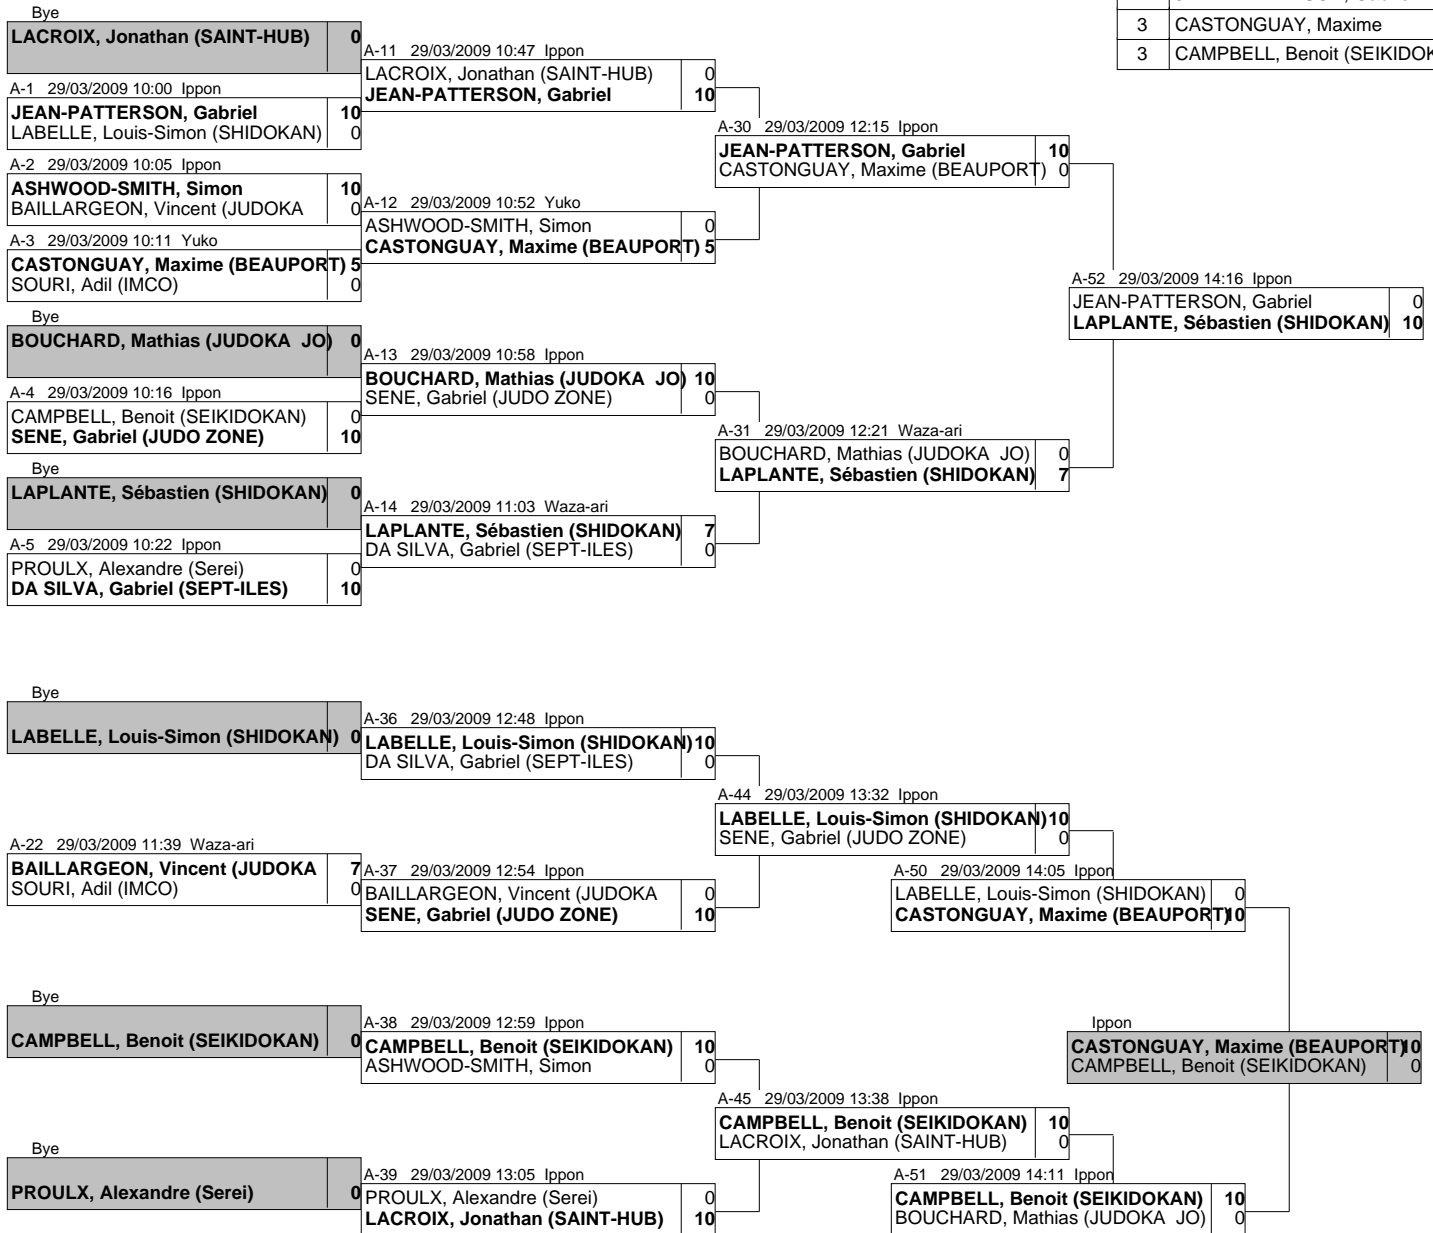 3 CASTONGUAY, Maxime
3 CAMPBELL, Benoit
Bye
LACROIX, Jonathan (SAINT-HUB) 0
A-1 29/03/2009 10:00 Ippon
JEAN-PATTERSON, Gabriel 10
LABELLE, Louis-Simon (SHIDOKAN) 0
A-2 29/03/2009 10:05 Ippon
ASHWOOD-SMITH, Simon 10
BAILLARGEON, Vincent (JUDOKA 0
A-3 29/03/2009 10:11 Yuko
CASTONGUAY, Maxime (BEAUPORT) 5
SOURI, Adil (IMCO) 0
Bye
BOUCHARD, Mathias (JUDOKA JO) 0
A-4 29/03/2009 10:16 Ippon
CAMPBELL, Benoit (SEIKIDOKAN) 0
SENE, Gabriel (JUDO ZONE) 10
Bye
LAPLANTE, Sébastien (SHIDOKAN) 0
A-5 29/03/2009 10:22 Ippon
PROULX, Alexandre (Serei) 0
DA SILVA, Gabriel (SEPT-ILES) 10
A-11 29/03/2009 10:47 Ippon
LACROIX, Jonathan (SAINT-HUB) 0
JEAN-PATTERSON, Gabriel 10
A-12 29/03/2009 10:52 Yuko
ASHWOOD-SMITH, Simon 0
CASTONGUAY, Maxime (BEAUPORT) 5
A-13 29/03/2009 10:58 Ippon
BOUCHARD, Mathias (JUDOKA JO) 10
SENE, Gabriel (JUDO ZONE) 0
A-14 29/03/2009 11:03 Waza-ari
LAPLANTE, Sébastien (SHIDOKAN) 7
DA SILVA, Gabriel (SEPT-ILES) 0
A-30 29/03/2009 12:15 Ippon
JEAN-PATTERSON, Gabriel 10
CASTONGUAY, Maxime (BEAUPORT) 0
A-31 29/03/2009 12:21 Waza-ari
BOUCHARD, Mathias (JUDOKA JO) 0
LAPLANTE, Sébastien (SHIDOKAN) 7
A-52 29/03/2009 14:16 Ippon
JEAN-PATTERSON, Gabriel 0
LAPLANTE, Sébastien (SHIDOKAN) 10
Bye
LABELLE, Louis-Simon (SHIDOKAN) 0
A-22 29/03/2009 11:39 Waza-ari
BAILLARGEON, Vincent (JUDOKA 7
SOURI, Adil (IMCO) 0
Bye
CAMPBELL, Benoit (SEIKIDOKAN) 0
Bye
PROULX, Alexandre (Serei) 0
A-36 29/03/2009 12:48 Ippon
LABELLE, Louis-Simon (SHIDOKAN) 10
DA SILVA, Gabriel (SEPT-ILES) 0
A-37 29/03/2009 12:54 Ippon
BAILLARGEON, Vincent (JUDOKA 0
SENE, Gabriel (JUDO ZONE) 10
A-38 29/03/2009 12:59 Ippon
CAMPBELL, Benoit (SEIKIDOKAN) 10
ASHWOOD-SMITH, Simon 0
A-39 29/03/2009 13:05 Ippon
PROULX, Alexandre (Serei) 0
LACROIX, Jonathan (SAINT-HUB) 10
A-44 29/03/2009 13:32 Ippon
LABELLE, Louis-Simon (SHIDOKAN) 10
SENE, Gabriel (JUDO ZONE) 0
A-45 29/03/2009 13:38 Ippon
CAMPBELL, Benoit (SEIKIDOKAN) 10
LACROIX, Jonathan (SAINT-HUB) 0
A-50 29/03/2009 14:05 Ippon
LABELLE, Louis-Simon (SHIDOKAN) 0
CASTONGUAY, Maxime (BEAUPORT) 10
A-51 29/03/2009 14:11 Ippon
CAMPBELL, Benoit (SEIKIDOKAN) 10
BOUCHARD, Mathias (JUDOKA JO) 0
Ippon
CASTONGUAY, Maxime (BEAUPORT) 10
CAMPBELL, Benoit (SEIKIDOKAN) 0